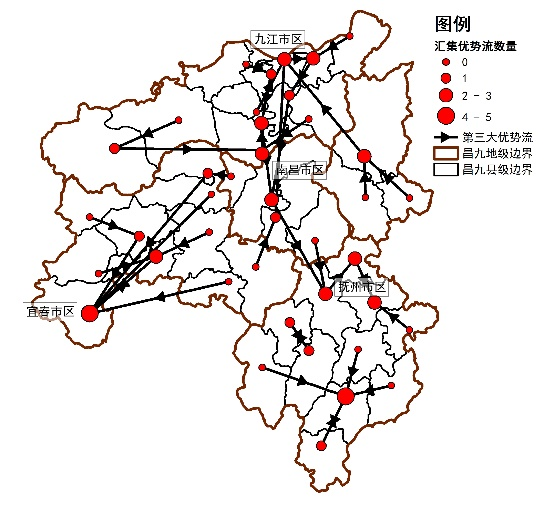 图例
汇集优势流数量
0
1
2 - 3
4 - 5
第三大优势流
昌九地级边界
昌九县级边界
九江市区
南昌市区
抚州市区
宜春市区